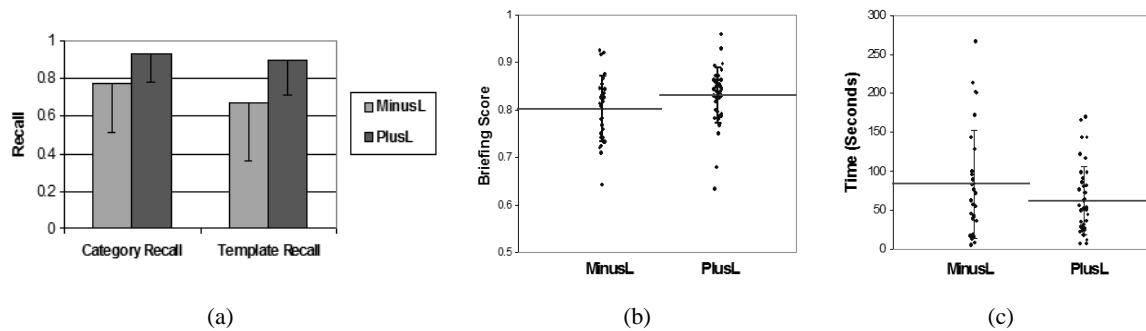 1
0.8
0.6
0.4
0.2
0
Recall
Category Recall
Template Recall
MinusL
PlusL
(a)
1
0.9
0.8
0.7
0.6
0.5
Briefing Score
MinusL
PlusL
(b)
300
250
200
150
100
50
0
Time (Seconds)
MinusL
PlusL
(c)